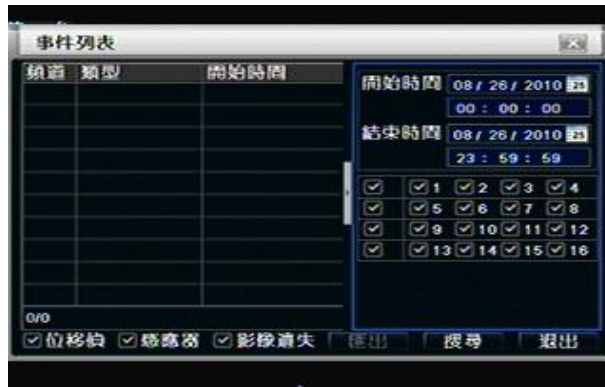 事件列表
頻道 類型 開始時間
開始時間 08 / 26 / 2010
00 : 00 : 00
結束時間 08 / 26 / 2010
23 : 59 : 59
1 2 3 4
5 6 7 8
9 10 11 12
13 14 15 16
0/0
位移偵 感應器 影像遺失 匯出 搜尋 退出